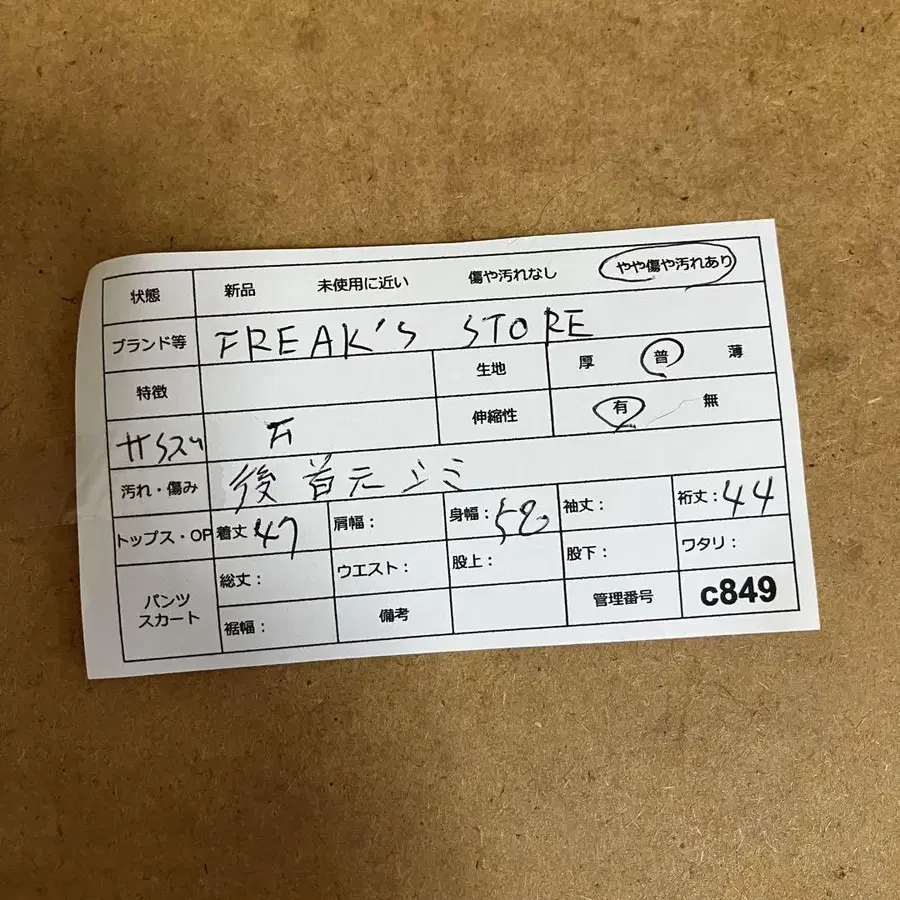 状態 新品 未使用に近い 傷や汚れなし やや傷や汚れあり
ブランド等 FREAK'S STORE
特徴 生地 厚 普 薄
伸縮性 有 無
汚れ・傷み 後首元シミ
トップス・OP 着丈 47 肩幅： 身幅： 袖丈： 裄丈： 44
パンツ スカート 総丈： ウエスト： 股上： 股下： ワタリ：
裾幅： 備考 管理番号 c849